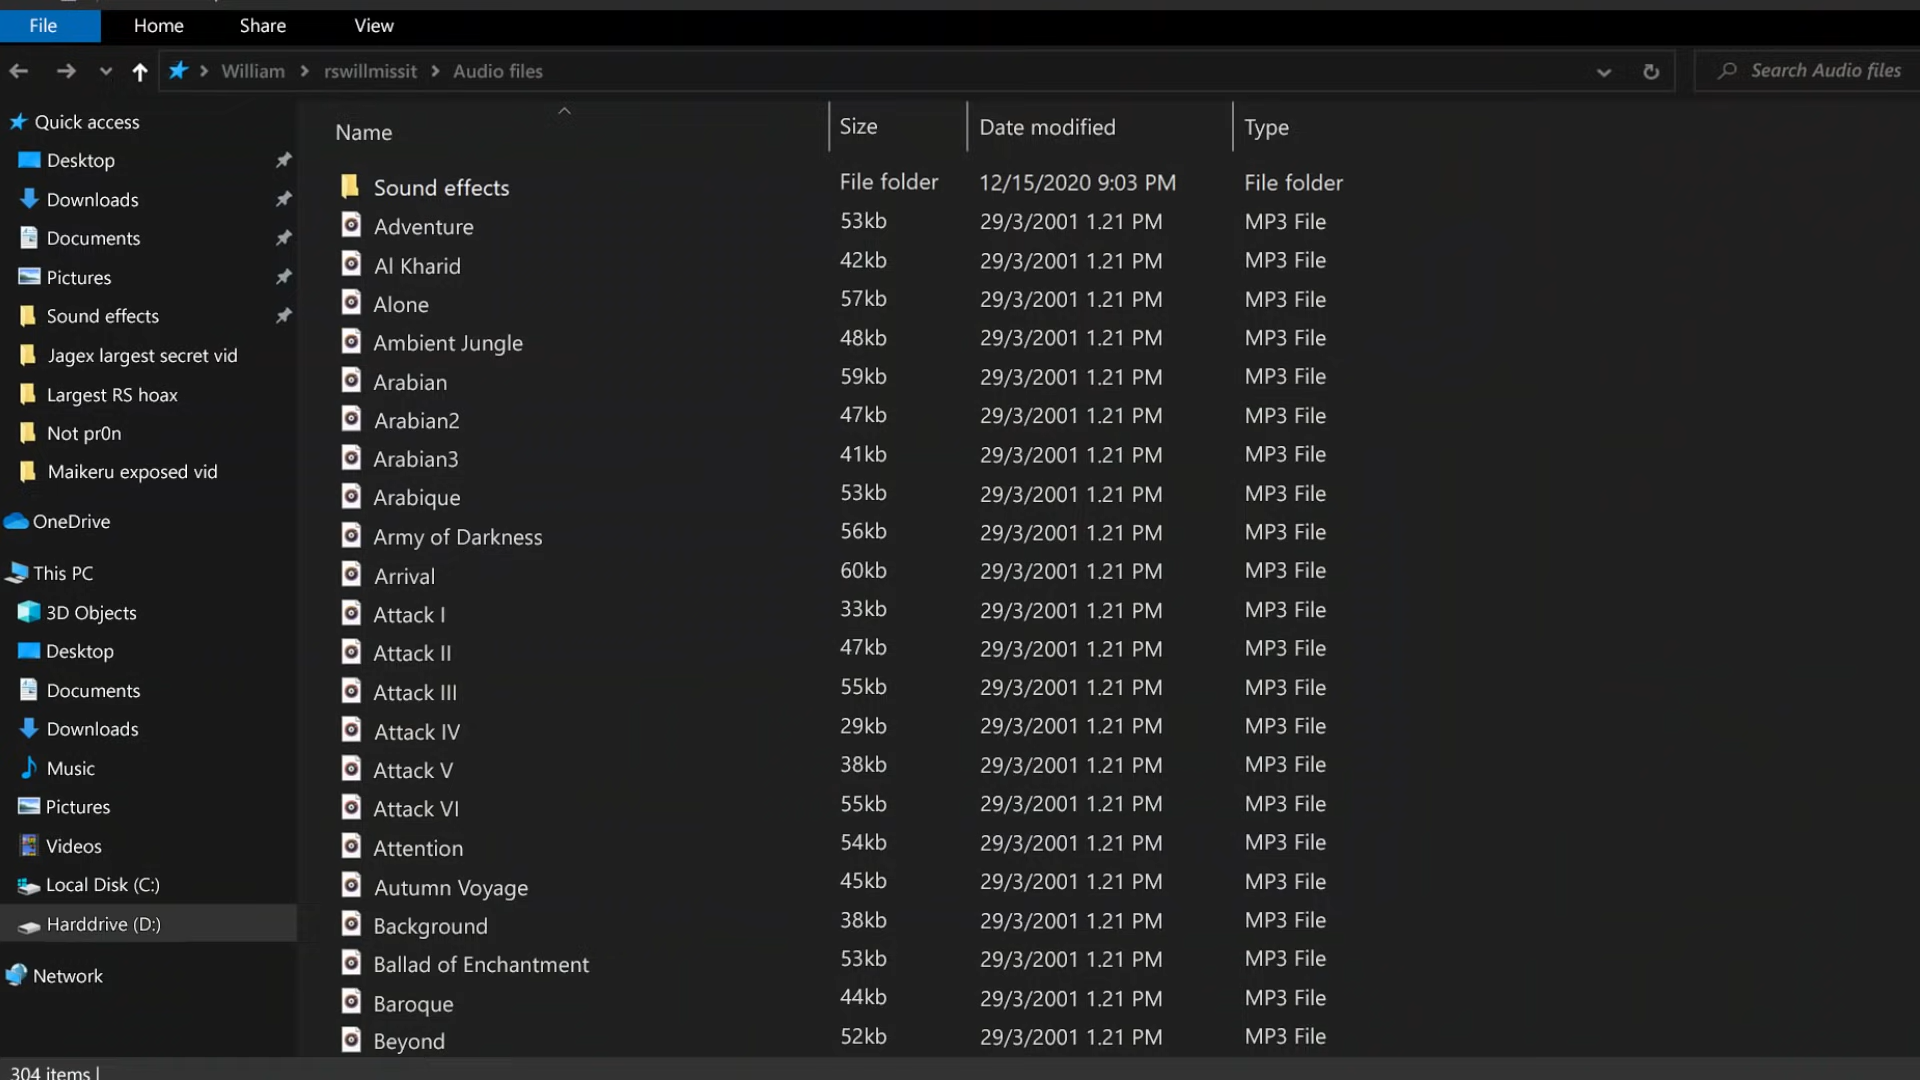 File Home Share View
William rswillmissit Audio files Search Audio files
Quick access
Desktop
Downloads
Documents
Pictures
Sound effects
Jagex largest secret vid
Largest RS hoax
Not pr0n
Maikeru exposed vid
OneDrive
This PC
3D Objects
Desktop
Documents
Downloads
Music
Pictures
Videos
Local Disk (C:)
Harddrive (D:)
Network
Name Size Date modified Type
Sound effects File folder 12/15/2020 9:03 PM File folder
Adventure 53kb 29/3/2001 1.21 PM MP3 File
Al Kharid 42kb 29/3/2001 1.21 PM MP3 File
Alone 57kb 29/3/2001 1.21 PM MP3 File
Ambient Jungle 48kb 29/3/2001 1.21 PM MP3 File
Arabian 59kb 29/3/2001 1.21 PM MP3 File
Arabian2 47kb 29/3/2001 1.21 PM MP3 File
Arabian3 41kb 29/3/2001 1.21 PM MP3 File
Arabique 53kb 29/3/2001 1.21 PM MP3 File
Army of Darkness 56kb 29/3/2001 1.21 PM MP3 File
Arrival 60kb 29/3/2001 1.21 PM MP3 File
Attack I 33kb 29/3/2001 1.21 PM MP3 File
Attack II 47kb 29/3/2001 1.21 PM MP3 File
Attack III 55kb 29/3/2001 1.21 PM MP3 File
Attack IV 29kb 29/3/2001 1.21 PM MP3 File
Attack V 38kb 29/3/2001 1.21 PM MP3 File
Attack VI 55kb 29/3/2001 1.21 PM MP3 File
Attention 54kb 29/3/2001 1.21 PM MP3 File
Autumn Voyage 45kb 29/3/2001 1.21 PM MP3 File
Background 38kb 29/3/2001 1.21 PM MP3 File
Ballad of Enchantment 53kb 29/3/2001 1.21 PM MP3 File
Baroque 44kb 29/3/2001 1.21 PM MP3 File
Beyond 52kb 29/3/2001 1.21 PM MP3 File
304 items